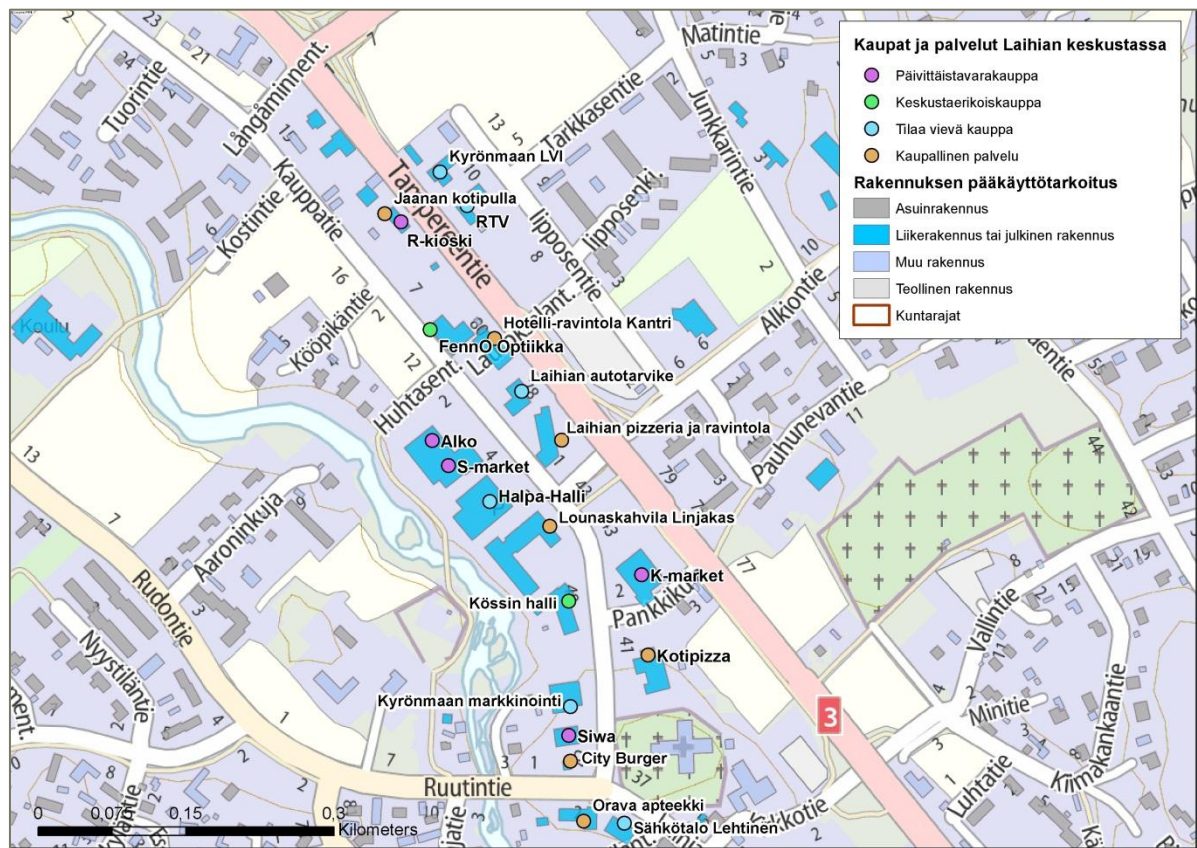 Kaupat ja palvelut Laihian keskustassa
Päivittäistavarakauppa
Keskustaerikoiskauppa
Tilaa vievä kauppa
Kaupallinen palvelu
Rakennuksen pääkäyttötarkoitus
Asuinrakennus
Liikerakennus tai julkinen rakennus
Muu rakennus
Teollinen rakennus
Kuntarajat
Matintie
Tuorintie
Långåminnent.
Tarkkasentie
Junkkarintie
Kauppatie
Kyrönmaan LVI
Iipposenki.
Jaanan kotipulla
RTV
R-kioski
Tampereentie
Iipposentie
Kostintie
Alkiontie
Koulu
Kööpikäntie
Hotelli-ravintola Kantri
FennO Optiikka
Huhtasent.
Laihian autotarvike
Pauhunevantie
Laihian pizzeria ja ravintola
Alko
S-market
Halpa-Halli
Lounaskahvila Linjakas
Aaroninkuja
Rudontie
K-market
Kössin halli
Vallintie
Nyystiläntie
Kotipizza
Kyrönmaan markkinointi
3
Minitie
Kiimakankaantie
Siwa
City Burger
Luhtatie
Ruutintie
Orava apteekki
Sähkötalo Lehtinen
0 0,075 0,15 0,3
Kilometers